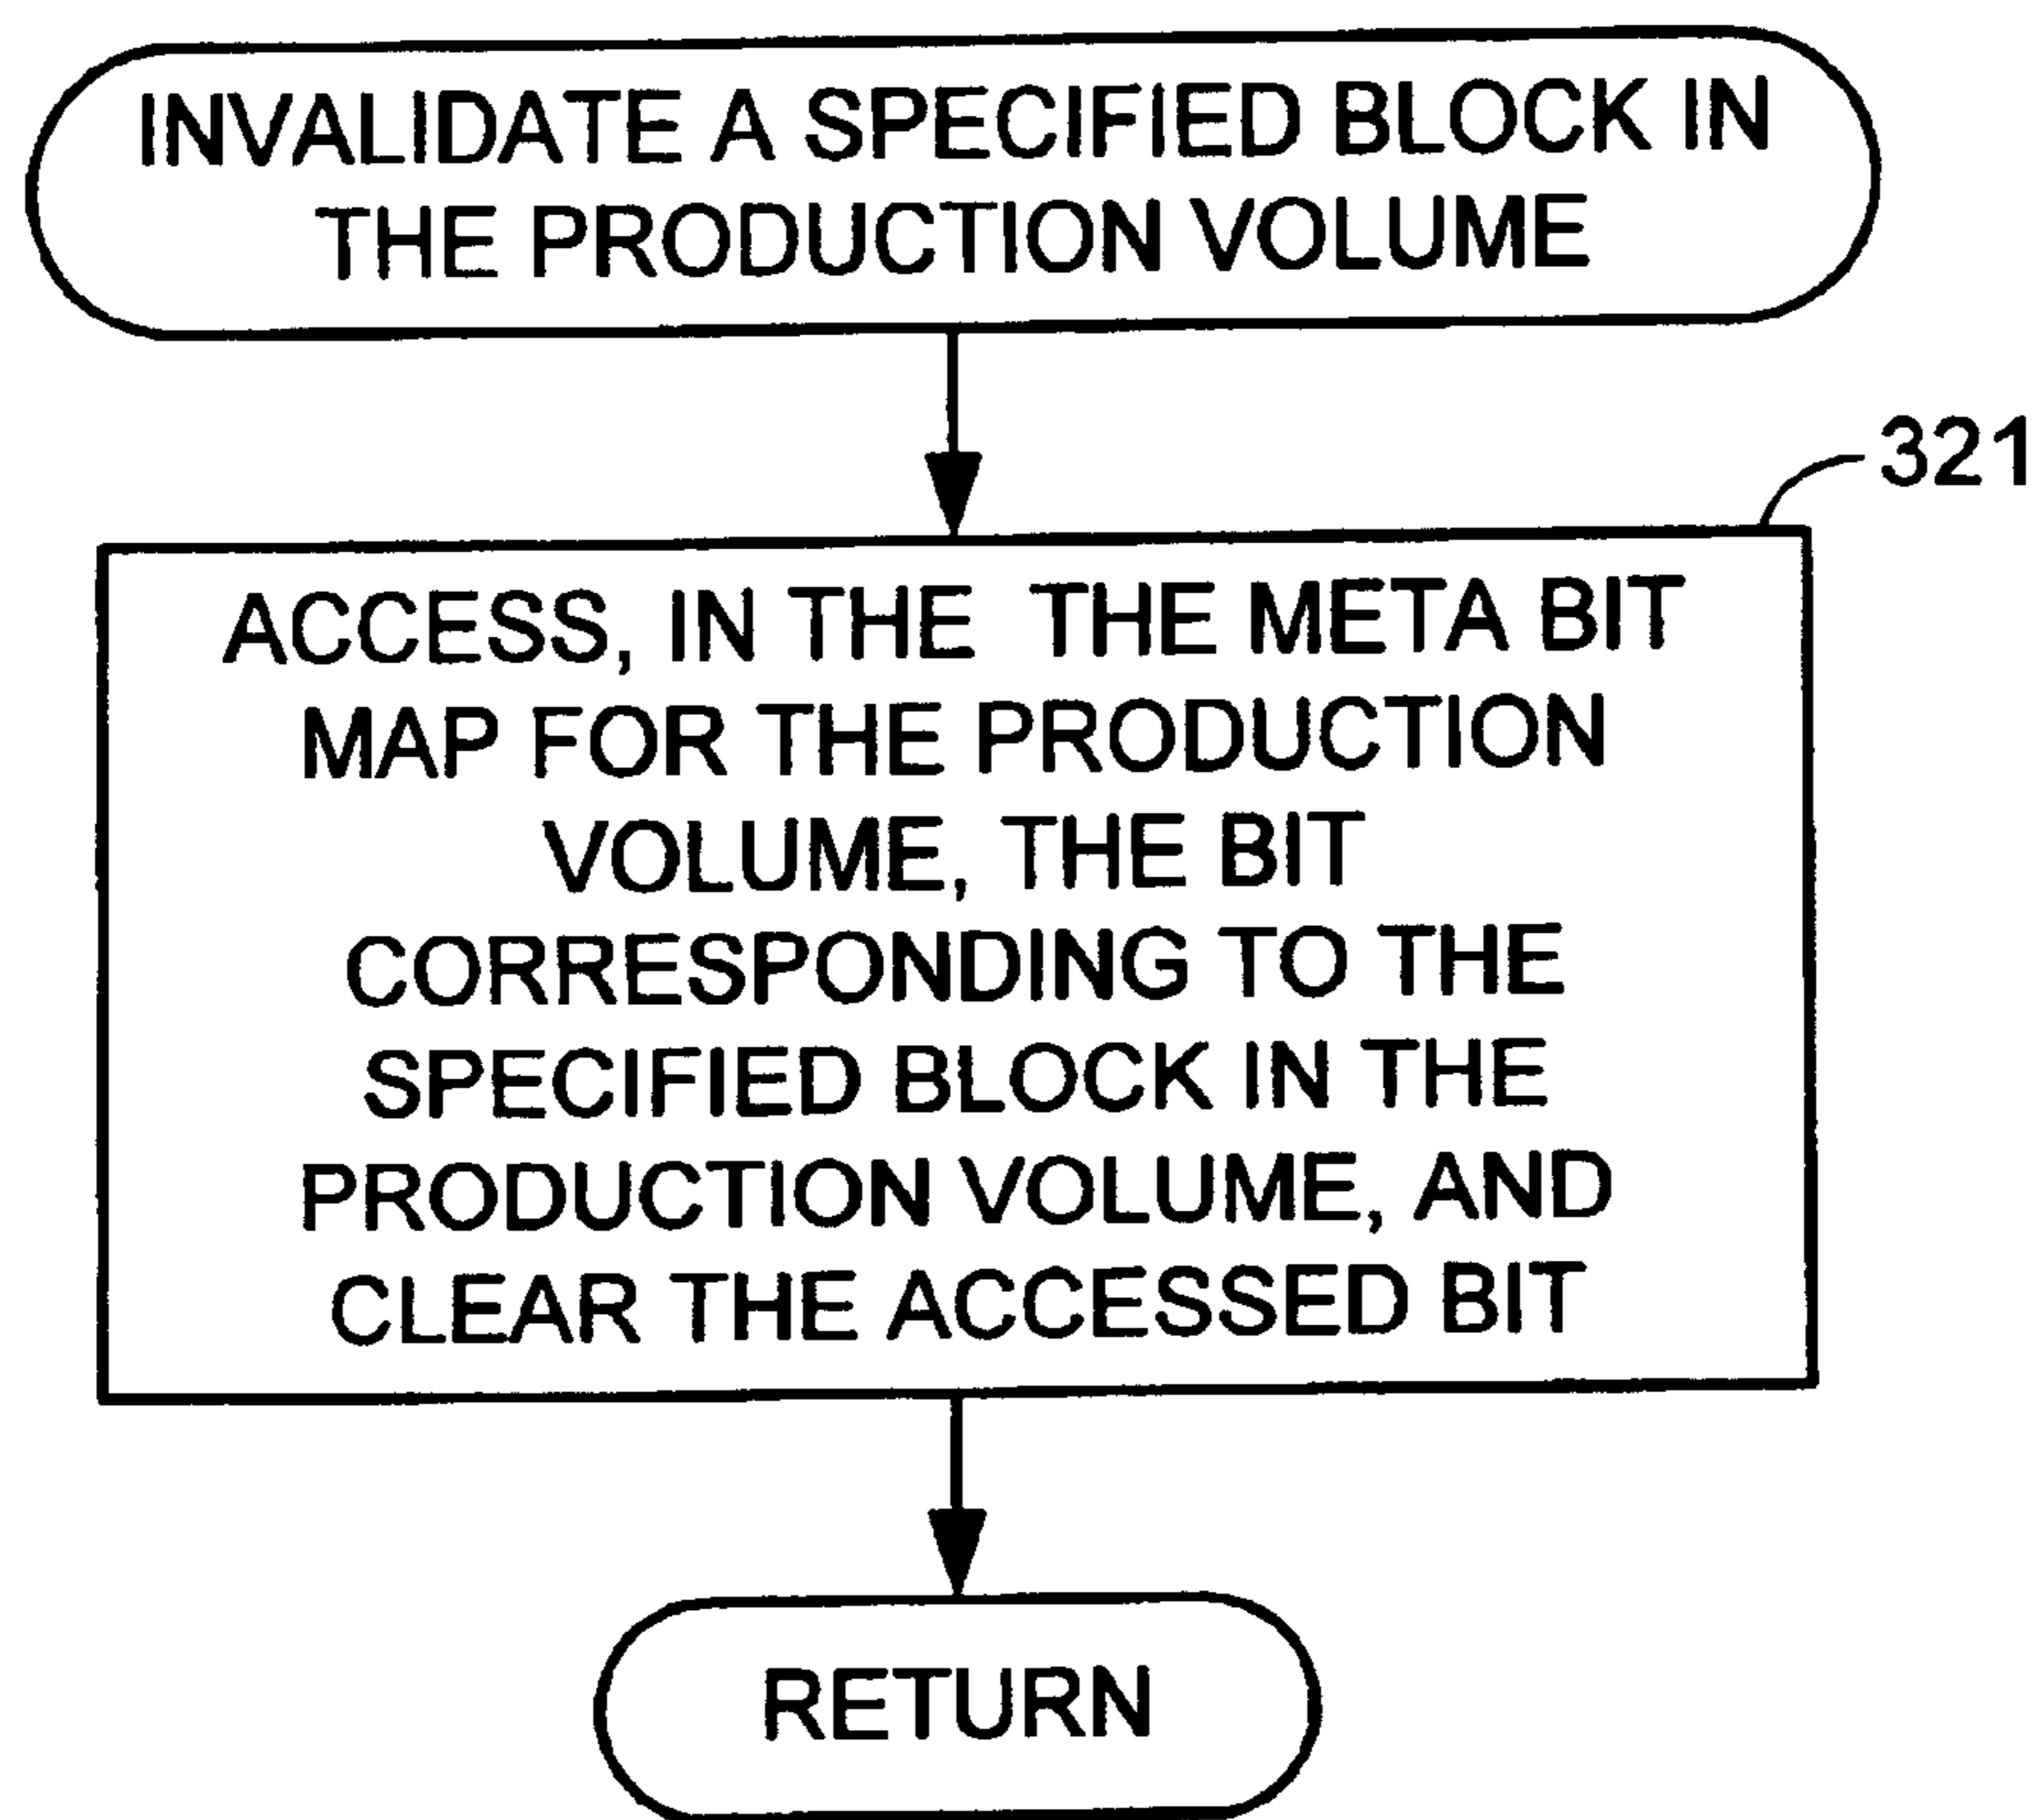 INVALIDATE A SPECIFIED BLOCK IN
THE PRODUCTION VOLUME
321
ACCESS, IN THE THE META BIT
MAP FOR THE PRODUCTION
VOLUME, THE BIT
CORRESPONDING TO THE
SPECIFIED BLOCK IN THE
PRODUCTION VOLUME, AND
CLEAR THE ACCESSED BIT
RETURN